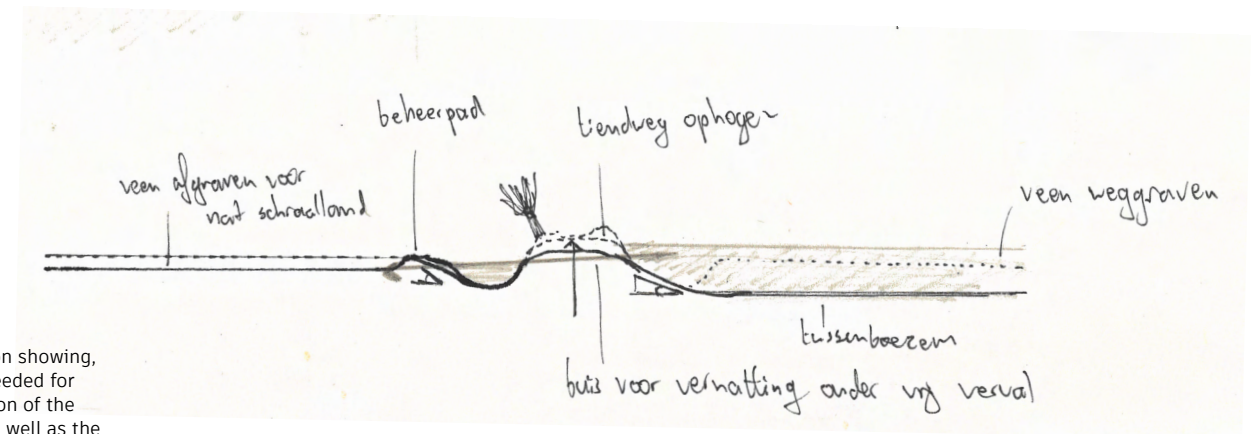 beheerpad
tiendweg ophogen
veen afgraven voor
nat schraalland
veen weggraven
tussenboezem
buis voor vernatting onder vrij verval
on showing,
eeded for
on of the
well as the